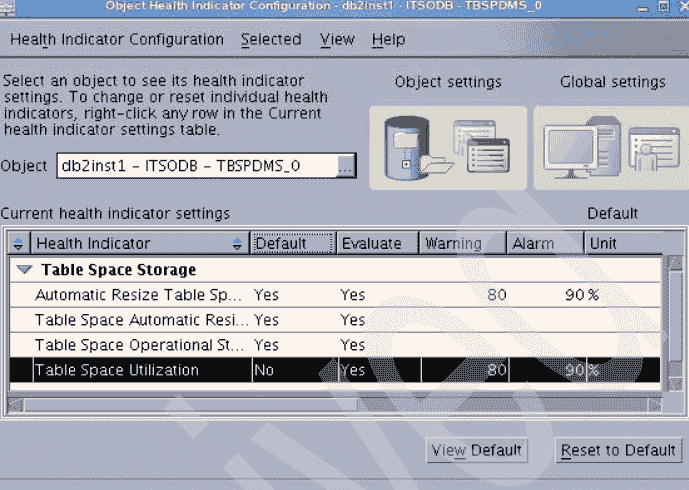 Object Health Indicator Configuration - db2inst1 - ITSODB - TBSPDMS_0
Health Indicator Configuration Selected View Help
Select an object to see its health indicator
settings. To change or reset individual health
indicators, right-click any row in the Current
health indicator settings table.
Object settings Global settings
Object db2inst1 - ITSODB - TBSPDMS_0 ...
Current health indicator settings Default
Health Indicator Default Evaluate Warning Alarm Unit
Table Space Storage
Automatic Resize Table Sp... Yes Yes 80 90 %
Table Space Automatic Resi... Yes Yes
Table Space Operational St... Yes Yes
Table Space Utilization No Yes 80 90 %
View Default Reset to Default